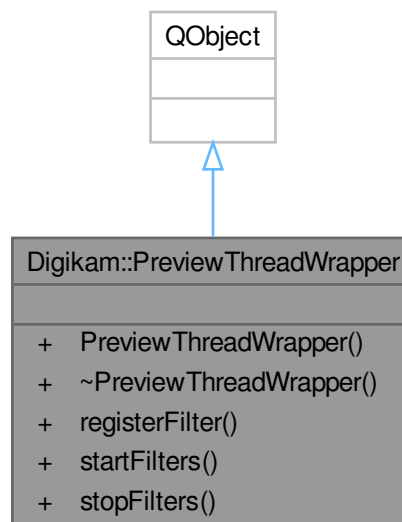 QObject
Digikam::PreviewThreadWrapper
+ PreviewThreadWrapper()
+ ~PreviewThreadWrapper()
+ registerFilter()
+ startFilters()
+ stopFilters()